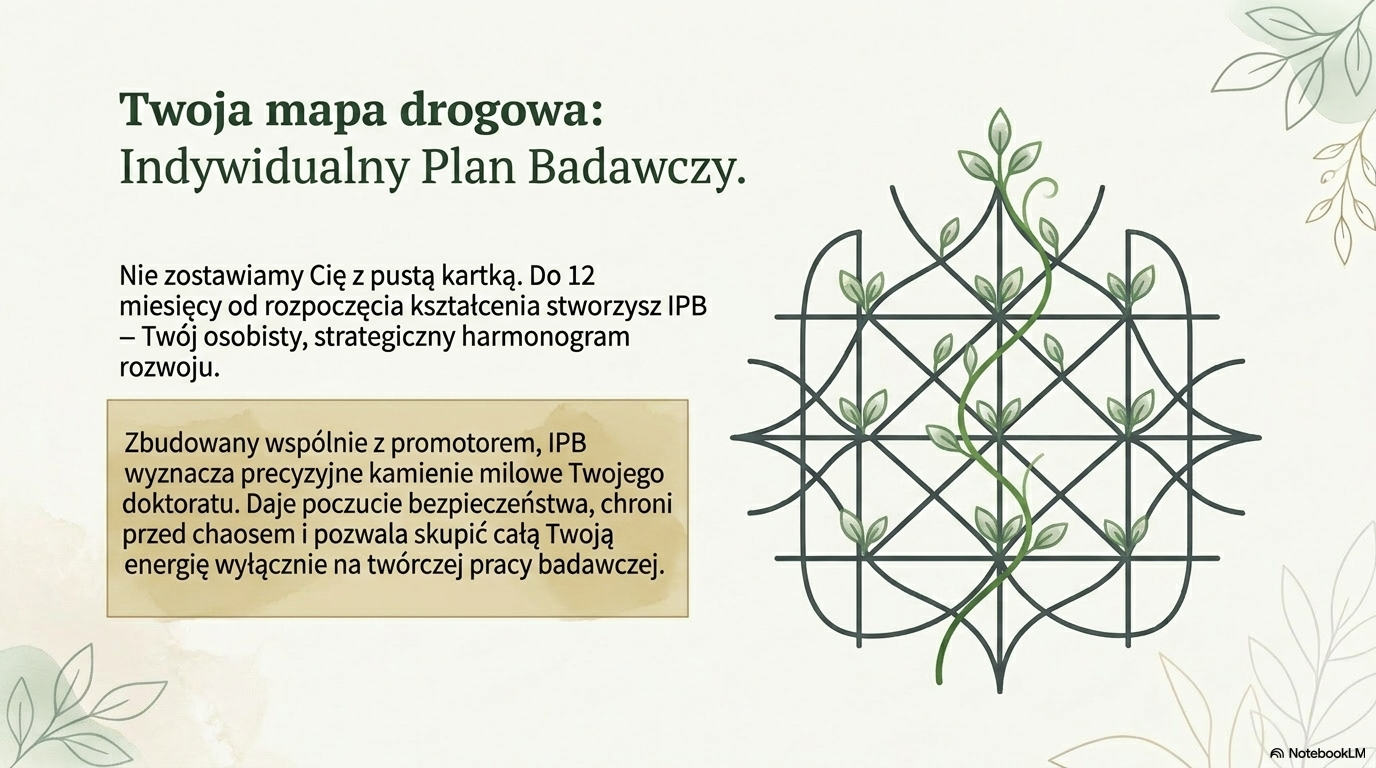 Twoja mapa drogowa:
Indywidualny Plan Badawczy.
Nie zostawiamy Cię z pustą kartką. Do 12
miesięcy od rozpoczęcia kształcenia stworzysz IPB
– Twój osobisty, strategiczny harmonogram
rozwoju.
Zbudowany wspólnie z promotorem, IPB
wyznacza precyzyjne kamienie milowe Twojego
doktoratu. Daje poczucie bezpieczeństwa, chroni
przed chaosem i pozwala skupić całą Twoją
energię wyłącznie na twórczej pracy badawczej.
NotebookLM